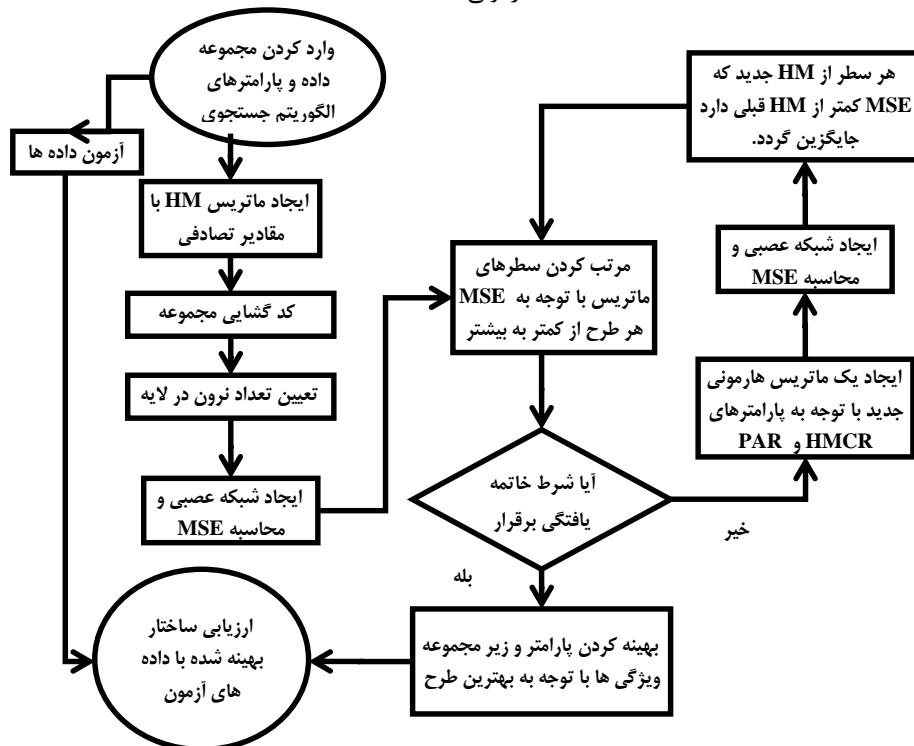 وارد کردن مجموعه
داده و پارامترهای
الگوریتم جستجوی
آزمون داده ها
ایجاد ماتریس HM با
مقادیر تصادفی
کد گشایی مجموعه
تعیین تعداد نرون در لایه
ایجاد شبکه عصبی و
محاسبه MSE
مرتب کردن سطرهای
ماتریس با توجه به MSE
هر طرح از کمتر به بیشتر
آیا شرط خاتمه
یافتگی برقرار
خیر
بله
ایجاد یک ماتریس هارمونی
جدید با توجه به پارامترهای
HMCR و PAR
ایجاد شبکه عصبی و
محاسبه MSE
هر سطر از HM جدید که
MSE کمتر از HM قبلی دارد
جایگزین گردد.
بهینه کردن پارامتر و زیر مجموعه
ویژگی ها با توجه به بهترین طرح
ارزیابی ساختار
بهینه شده با داده
های آزمون